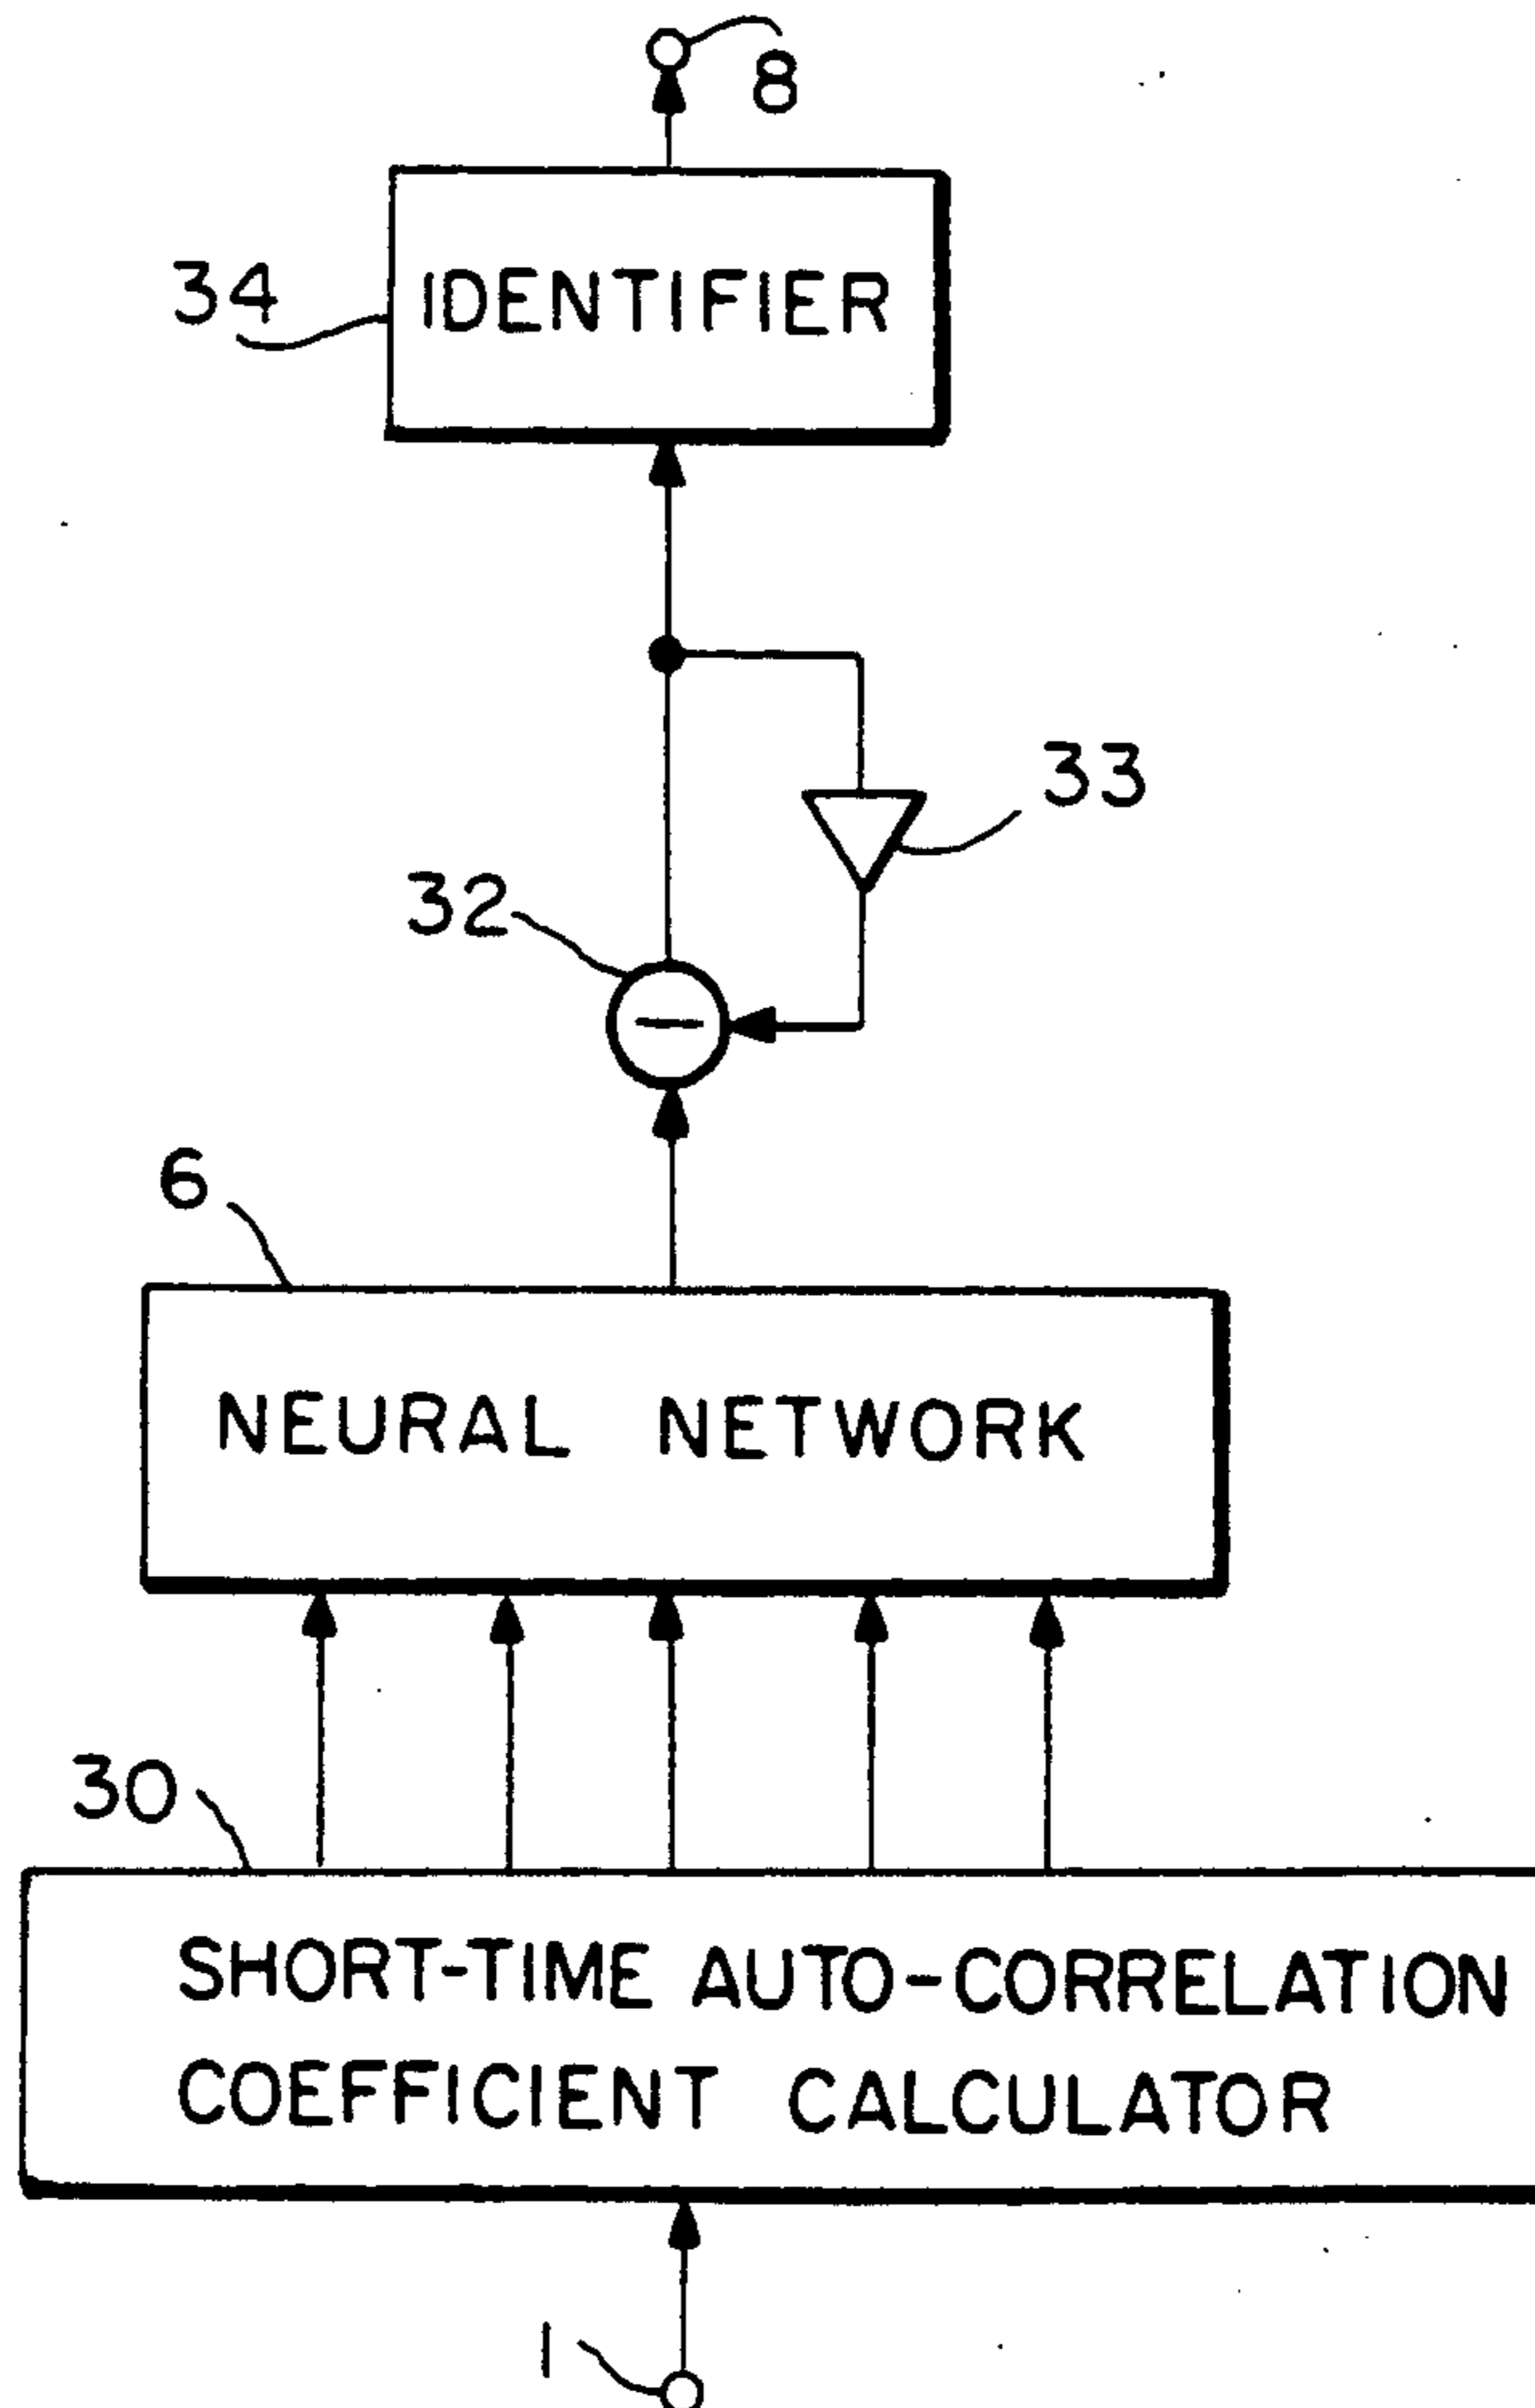 8
34
IDENTIFIER
33
32
6
NEURAL NETWORK
30
SHORT-TIME AUTO-CORRELATION
COEFFICIENT CALCULATOR
1